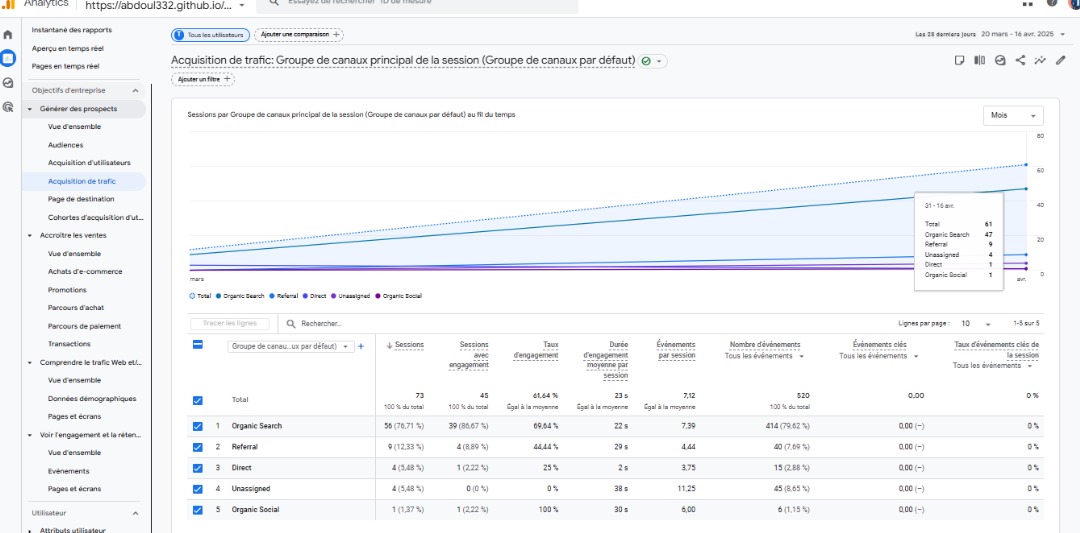 Analytics
https://abdoul332.github.io/...
Essayez de rechercher "ID de mesure"
Instantané des rapports
Aperçu en temps réel
Pages en temps réel
Objectifs d'entreprise
Générer des prospects
Vue d'ensemble
Audiences
Acquisition d'utilisateurs
Acquisition de trafic
Page de destination
Cohortes d'acquisition d'ut...
Accroître les ventes
Vue d'ensemble
Achats d'e-commerce
Promotions
Parcours d'achat
Parcours de paiement
Transactions
Comprendre le trafic Web et/...
Vue d'ensemble
Données démographiques
Pages et écrans
Voir l'engagement et la réten...
Vue d'ensemble
Evénements
Pages et écrans
Utilisateur
Attributs utilisateur
Tous les utilisateurs
Ajouter une comparaison +
Les 28 derniers jours 20 mars - 16 avr. 2025
Acquisition de trafic: Groupe de canaux principal de la session (Groupe de canaux par défaut)
Ajouter un filtre +
Sessions par Groupe de canaux principal de la session (Groupe de canaux par défaut) au fil du temps
Mois
80
60
40
20
0
mars
avr.
31 - 16 avr.
Total 61
Organic Search 47
Referral 9
Unassigned 4
Direct 1
Organic Social 1
Total Organic Search Referral Direct Unassigned Organic Social
Tracer les lignes
Rechercher...
Lignes par page : 10
1-5 sur 5
Groupe de canau...ux par défaut) +
Sessions
Sessions avec engagement
Taux d'engagement
Durée d'engagement moyenne par session
Événements par session
Nombre d'événements
Tous les événements
Événements clés
Tous les événements
Taux d'événements clés de la session
Tous les événements
Total 73 45 61,64 % 23 s 7,12 520 0,00 0 %
100 % du total 100 % du total Égal à la moyenne Égal à la moyenne Égal à la moyenne 100 % du total
1 Organic Search 56 (76,71 %) 39 (86,67 %) 69,64 % 22 s 7,39 414 (79,62 %) 0,00 (–) 0 %
2 Referral 9 (12,33 %) 4 (8,89 %) 44,44 % 29 s 4,44 40 (7,69 %) 0,00 (–) 0 %
3 Direct 4 (5,48 %) 1 (2,22 %) 25 % 2 s 3,75 15 (2,88 %) 0,00 (–) 0 %
4 Unassigned 4 (5,48 %) 0 (0 %) 0 % 38 s 11,25 45 (8,65 %) 0,00 (–) 0 %
5 Organic Social 1 (1,37 %) 1 (2,22 %) 100 % 30 s 6,00 6 (1,15 %) 0,00 (–) 0 %